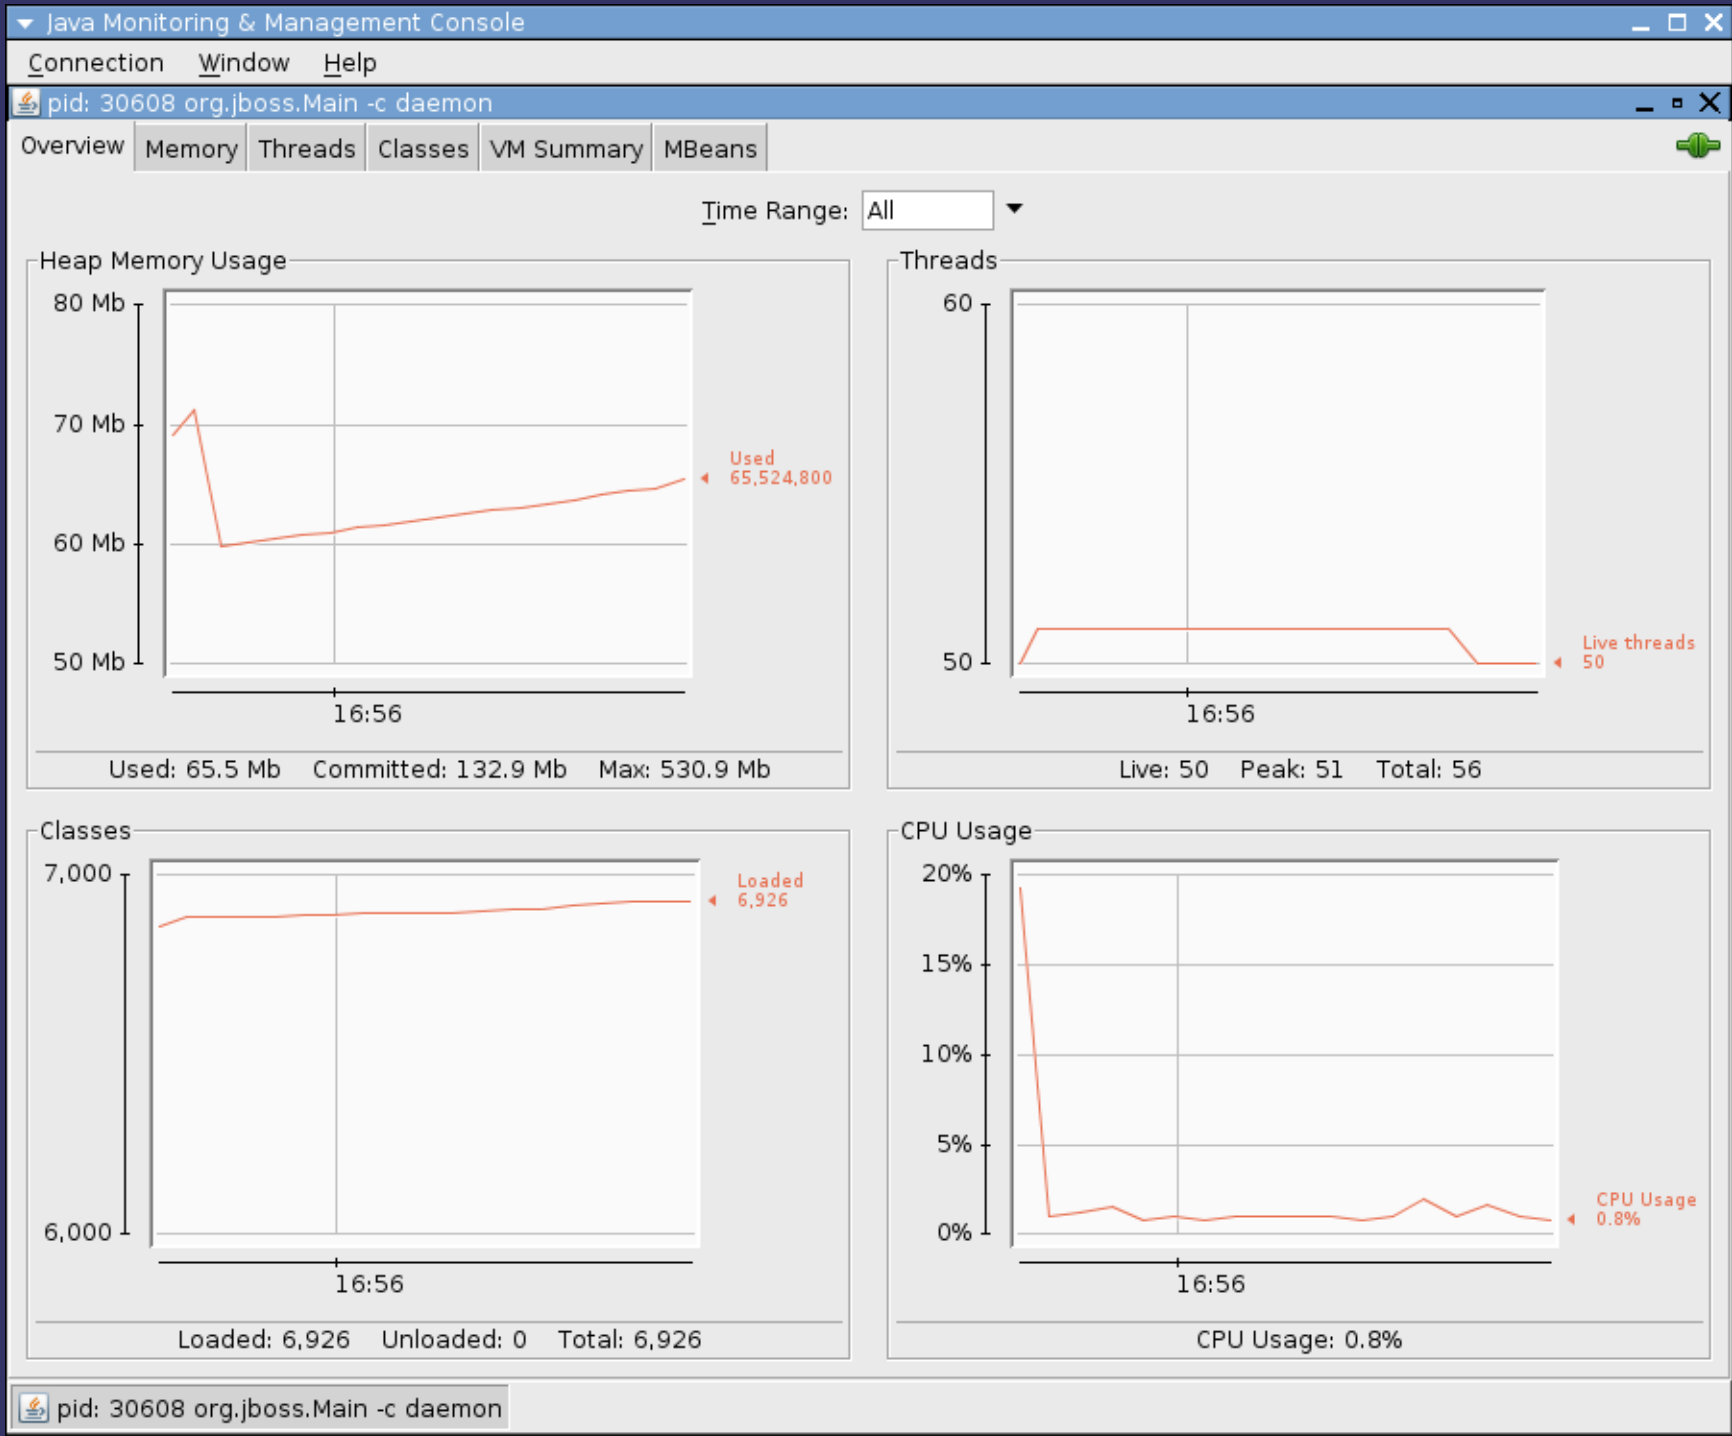 Java Monitoring & Management Console
Connection Window Help
pid: 30608 org.jboss.Main -c daemon
Overview Memory Threads Classes VM Summary MBeans
Time Range: All
Heap Memory Usage
80 Mb
70 Mb
60 Mb
50 Mb
Used
65,524,800
16:56
Used: 65.5 Mb Committed: 132.9 Mb Max: 530.9 Mb
Threads
60
50
Live threads
50
16:56
Live: 50 Peak: 51 Total: 56
Classes
7,000
6,000
Loaded
6,926
16:56
Loaded: 6,926 Unloaded: 0 Total: 6,926
CPU Usage
20%
15%
10%
5%
0%
CPU Usage
0.8%
16:56
CPU Usage: 0.8%
pid: 30608 org.jboss.Main -c daemon